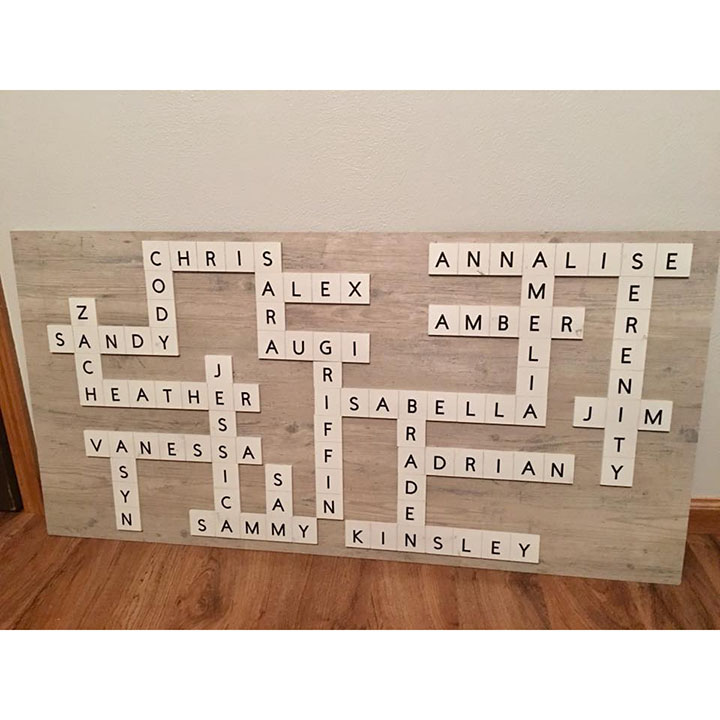 CHRIS
CODY
SARA
ANNALISE
AMELIA
SERENITY
ALEX
ZACH
SANDY
AMBER
AUGI
GRIFFIN
JESSICA
HEATHER
ISABELLA
BRADEN
JIM
VANESSA
ASYN
ADRIAN
SAM
SAMMY
KINSLEY